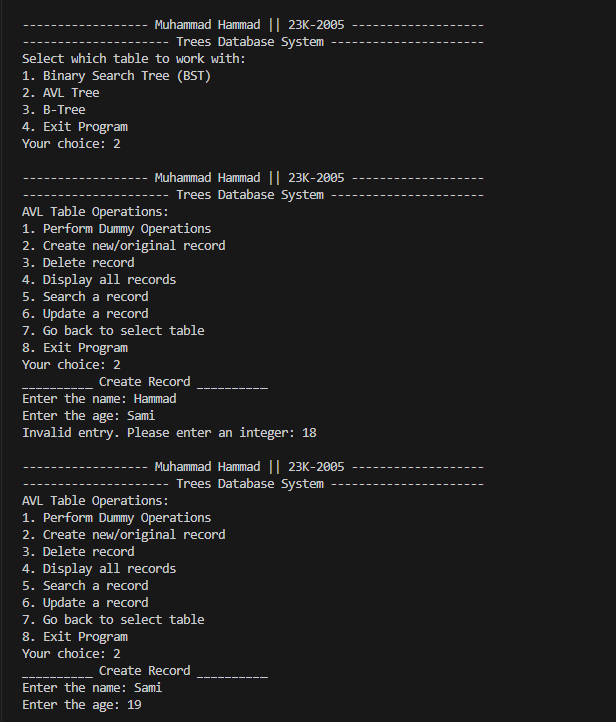 ------------------ Muhammad Hammad || 23K-2005 -------------------
--------------------- Trees Database System ----------------------
Select which table to work with:
1. Binary Search Tree (BST)
2. AVL Tree
3. B-Tree
4. Exit Program
Your choice: 2
------------------ Muhammad Hammad || 23K-2005 -------------------
--------------------- Trees Database System ----------------------
AVL Table Operations:
1. Perform Dummy Operations
2. Create new/original record
3. Delete record
4. Display all records
5. Search a record
6. Update a record
7. Go back to select table
8. Exit Program
Your choice: 2
__________ Create Record __________
Enter the name: Hammad
Enter the age: Sami
Invalid entry. Please enter an integer: 18
------------------ Muhammad Hammad || 23K-2005 -------------------
--------------------- Trees Database System ----------------------
AVL Table Operations:
1. Perform Dummy Operations
2. Create new/original record
3. Delete record
4. Display all records
5. Search a record
6. Update a record
7. Go back to select table
8. Exit Program
Your choice: 2
__________ Create Record __________
Enter the name: Sami
Enter the age: 19